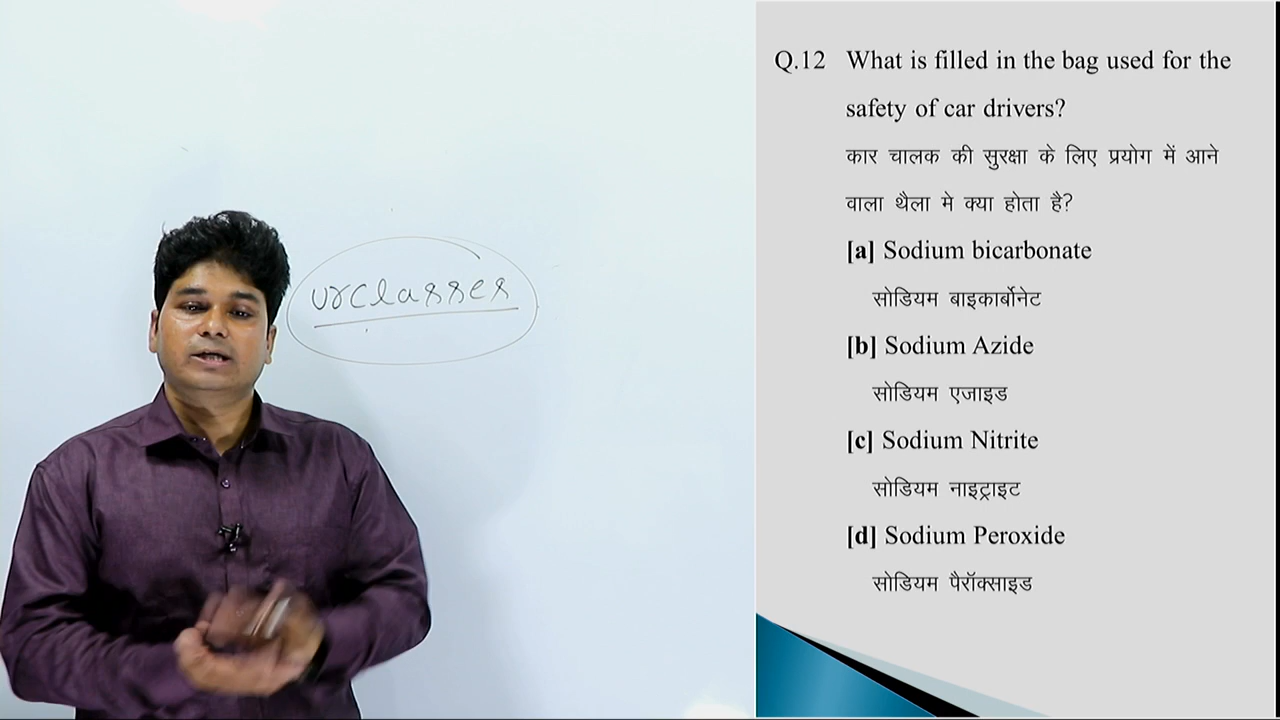 urclasses
Q.12 What is filled in the bag used for the
safety of car drivers?
कार चालक की सुरक्षा के लिए प्रयोग में आने
वाला थैला मे क्या होता है?
[a] Sodium bicarbonate
सोडियम बाइकार्बोनेट
[b] Sodium Azide
सोडियम एजाइड
[c] Sodium Nitrite
सोडियम नाइट्राइट
[d] Sodium Peroxide
सोडियम पैरॉक्साइड